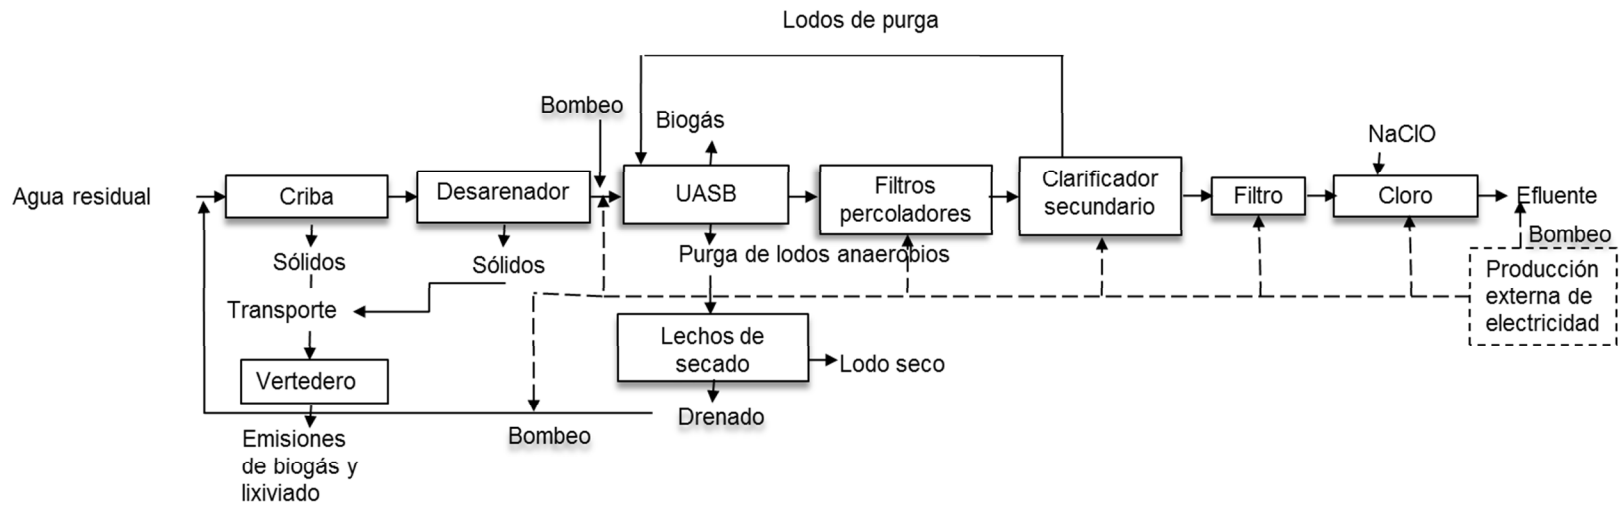 Lodos de purga
Bombeo
Biogás
NaClO
Agua residual
Criba
Desarenador
UASB
Filtros
percoladores
Clarificador
secundario
Filtro
Cloro
Efluente
Bombeo
Sólidos
Sólidos
Purga de lodos anaerobios
Producción
externa de
electricidad
Transporte
Lechos de
secado
Lodo seco
Vertedero
Drenado
Bombeo
Emisiones
de biogás y
lixiviado